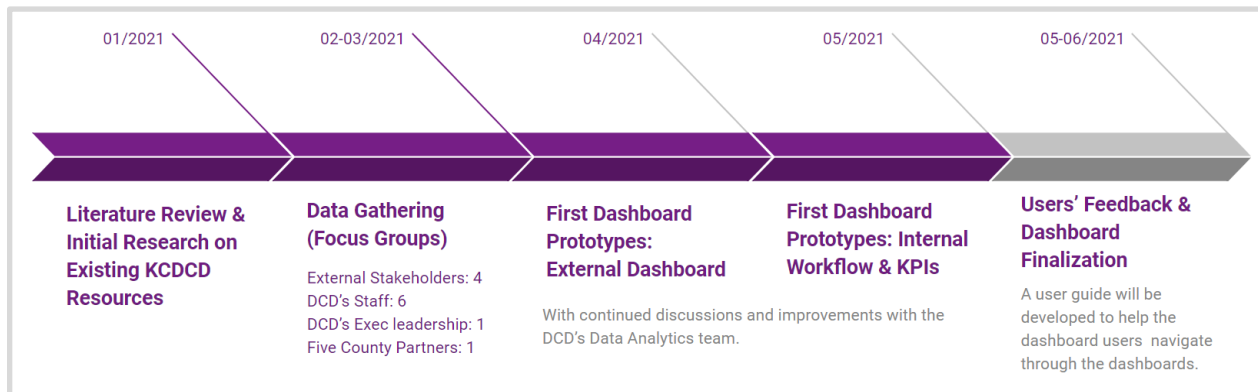 01/2021
02-03/2021
04/2021
05/2021
05-06/2021
Literature Review &
Initial Research on
Existing KCDCD
Resources
Data Gathering
(Focus Groups)
External Stakeholders: 4
DCD's Staff: 6
DCD's Exec leadership: 1
Five County Partners: 1
First Dashboard
Prototypes:
External Dashboard
First Dashboard
Prototypes: Internal
Workflow & KPIs
With continued discussions and improvements with the
DCD's Data Analytics team.
Users' Feedback &
Dashboard
Finalization
A user guide will be
developed to help the
dashboard users navigate
through the dashboards.